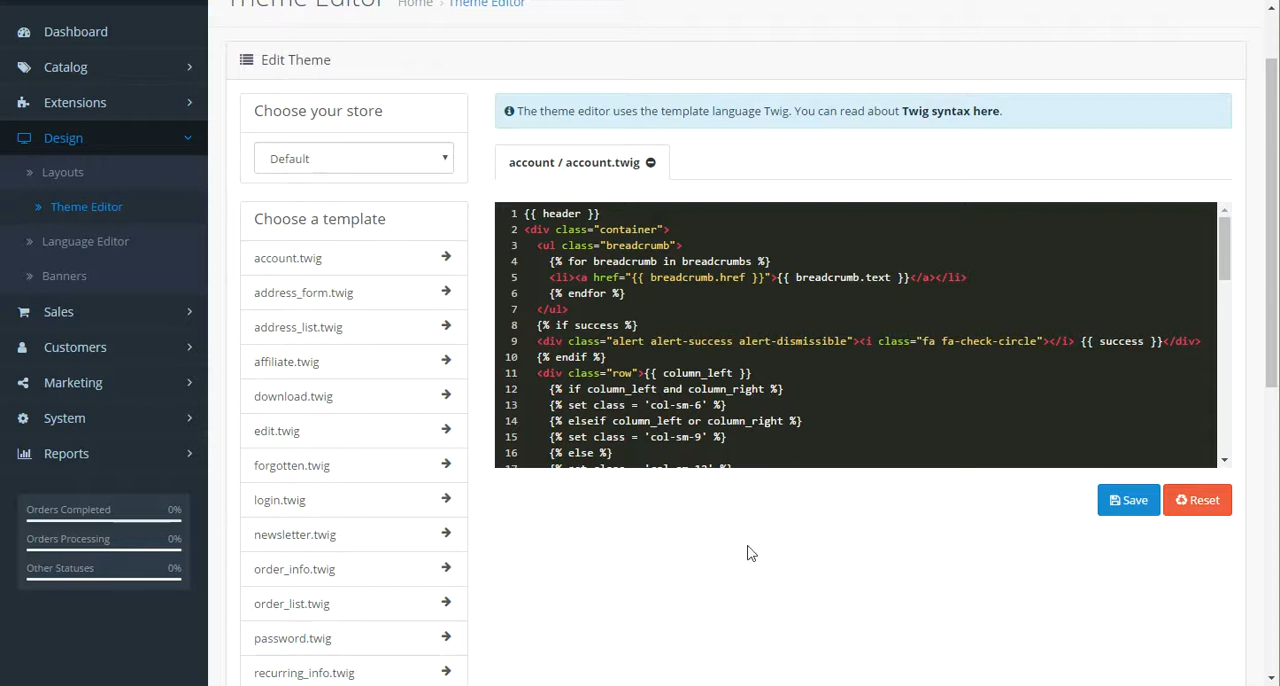 Theme Editor Home › Theme Editor
Dashboard
Catalog
Extensions
Design
» Layouts
» Theme Editor
» Language Editor
» Banners
Sales
Customers
Marketing
System
Reports
Orders Completed 0%
Orders Processing 0%
Other Statuses 0%
Edit Theme
Choose your store
Default
Choose a template
account.twig
address_form.twig
address_list.twig
affiliate.twig
download.twig
edit.twig
forgotten.twig
login.twig
newsletter.twig
order_info.twig
order_list.twig
password.twig
recurring_info.twig
The theme editor uses the template language Twig. You can read about Twig syntax here.
account / account.twig
1 {{ header }}
2 <div class="container">
3 <ul class="breadcrumb">
4 {% for breadcrumb in breadcrumbs %}
5 <li><a href="{{ breadcrumb.href }}">{{ breadcrumb.text }}</a></li>
6 {% endfor %}
7 </ul>
8 {% if success %}
9 <div class="alert alert-success alert-dismissible"><i class="fa fa-check-circle"></i> {{ success }}</div>
10 {% endif %}
11 <div class="row">{{ column_left }}
12 {% if column_left and column_right %}
13 {% set class = 'col-sm-6' %}
14 {% elseif column_left or column_right %}
15 {% set class = 'col-sm-9' %}
16 {% else %}
17 {% set class = 'col-sm-12' %}
Save
Reset